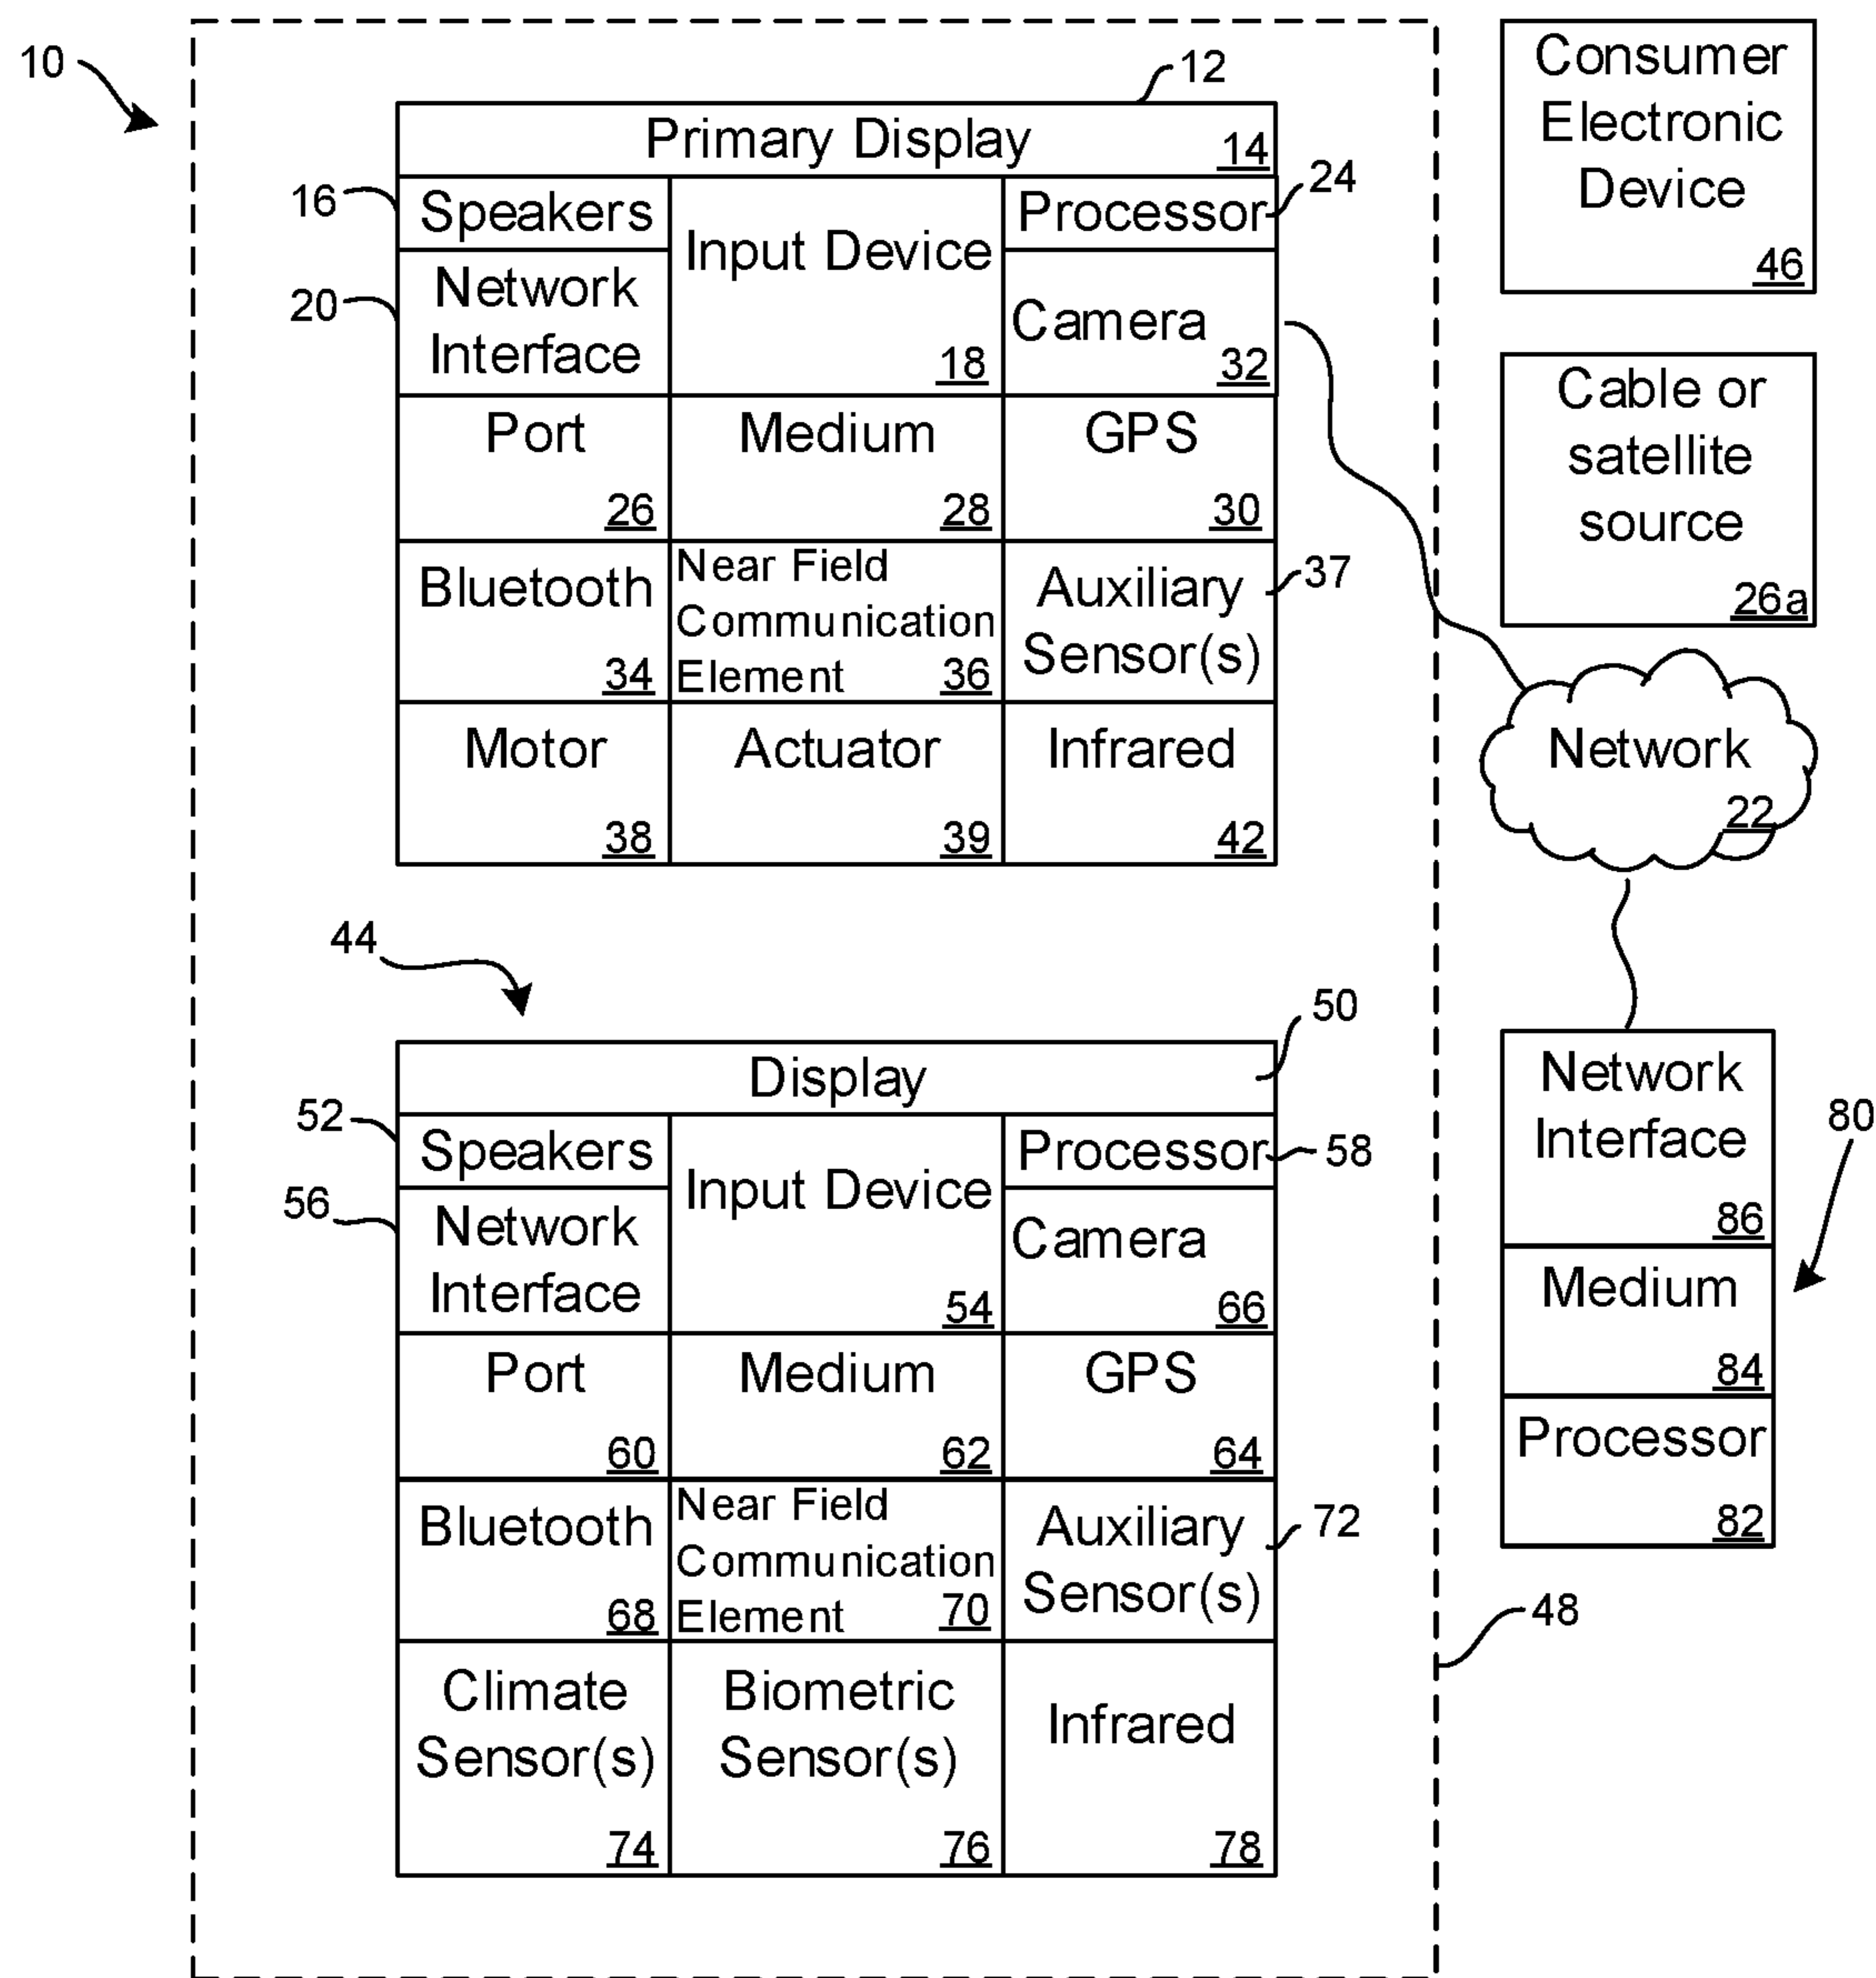 10
12
Primary Display
14
16
Speakers
Input Device
18
Processor
24
20
Network
Interface
Camera
32
Port
26
Medium
28
GPS
30
Bluetooth
34
Near Field
Communication
Element
36
Auxiliary
Sensor(s)
37
Motor
38
Actuator
39
Infrared
42
Consumer
Electronic
Device
46
Cable or
satellite
source
26a
Network
22
44
Display
50
52
Speakers
Input Device
54
Processor
58
56
Network
Interface
Camera
66
Port
60
Medium
62
GPS
64
Bluetooth
68
Near Field
Communication
Element
70
Auxiliary
Sensor(s)
72
Climate
Sensor(s)
74
Biometric
Sensor(s)
76
Infrared
78
Network
Interface
86
80
Medium
84
Processor
82
48